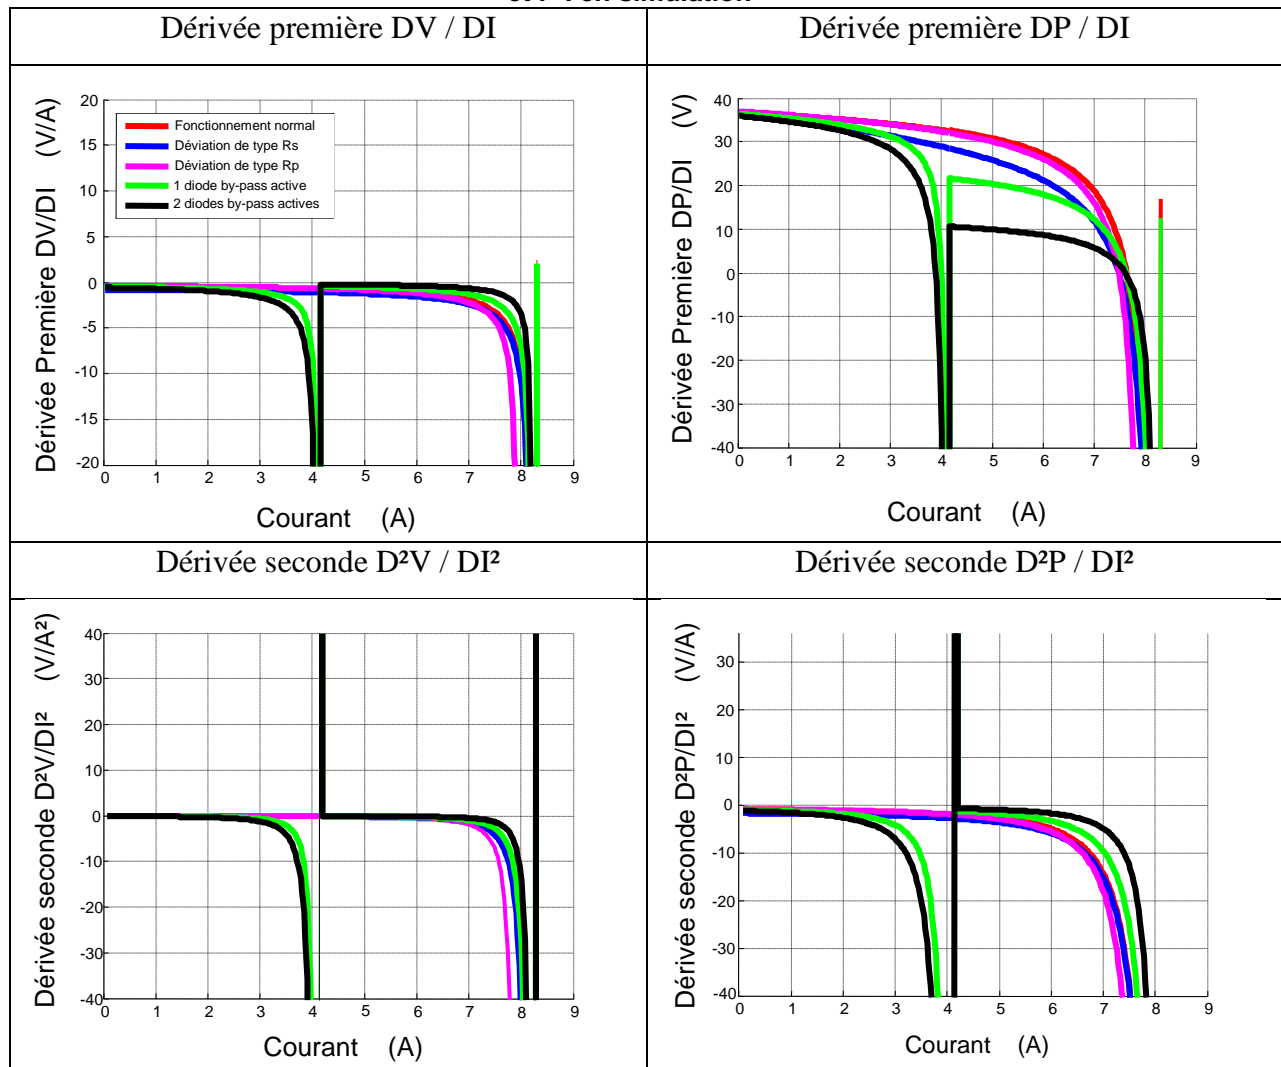 Dérivée première DV / DI
Dérivée première DP / DI
Dérivée Première DV/DI (V/A)
20
15
10
5
0
-5
-10
-15
-20
Fonctionnement normal
Déviation de type Rs
Déviation de type Rp
1 diode by-pass active
2 diodes by-pass actives
0 1 2 3 4 5 6 7 8 9
Courant (A)
Dérivée Première DP/DI (V)
40
30
20
10
0
-10
-20
-30
-40
0 1 2 3 4 5 6 7 8 9
Courant (A)
Dérivée seconde D²V / DI²
Dérivée seconde D²P / DI²
Dérivée seconde D²V/DI² (V/A²)
40
30
20
10
0
-10
-20
-30
-40
0 1 2 3 4 5 6 7 8 9
Courant (A)
Dérivée seconde D²P/DI² (V/A)
30
20
10
0
-10
-20
-30
-40
0 1 2 3 4 5 6 7 8 9
Courant (A)